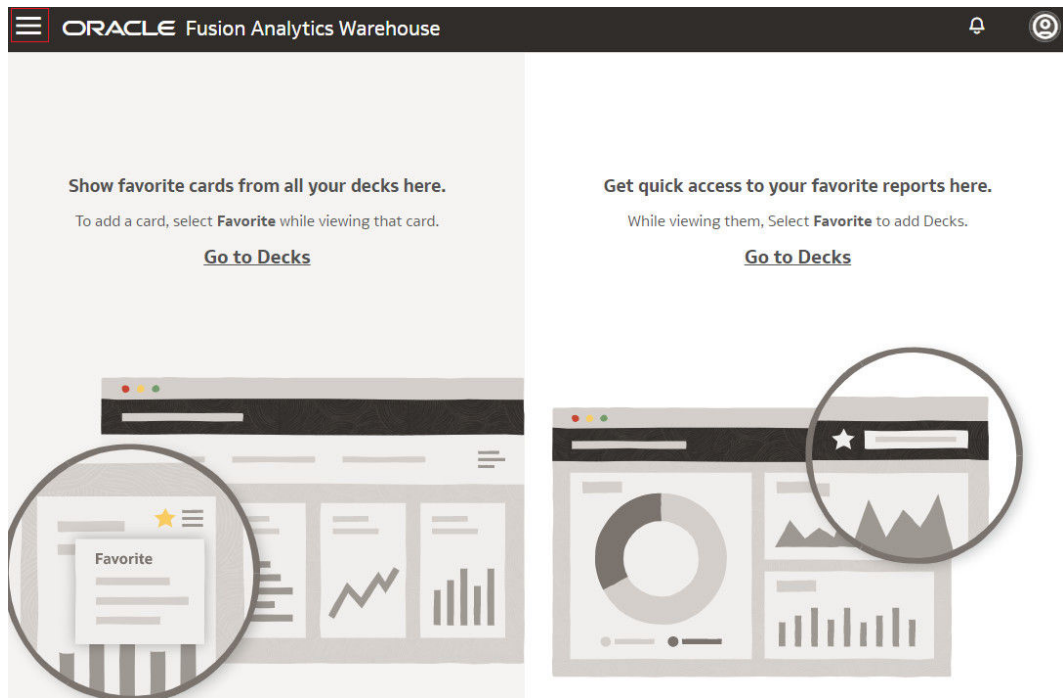 ORACLE Fusion Analytics Warehouse
Show favorite cards from all your decks here.
To add a card, select Favorite while viewing that card.
Go to Decks
Favorite
Get quick access to your favorite reports here.
While viewing them, Select Favorite to add Decks.
Go to Decks